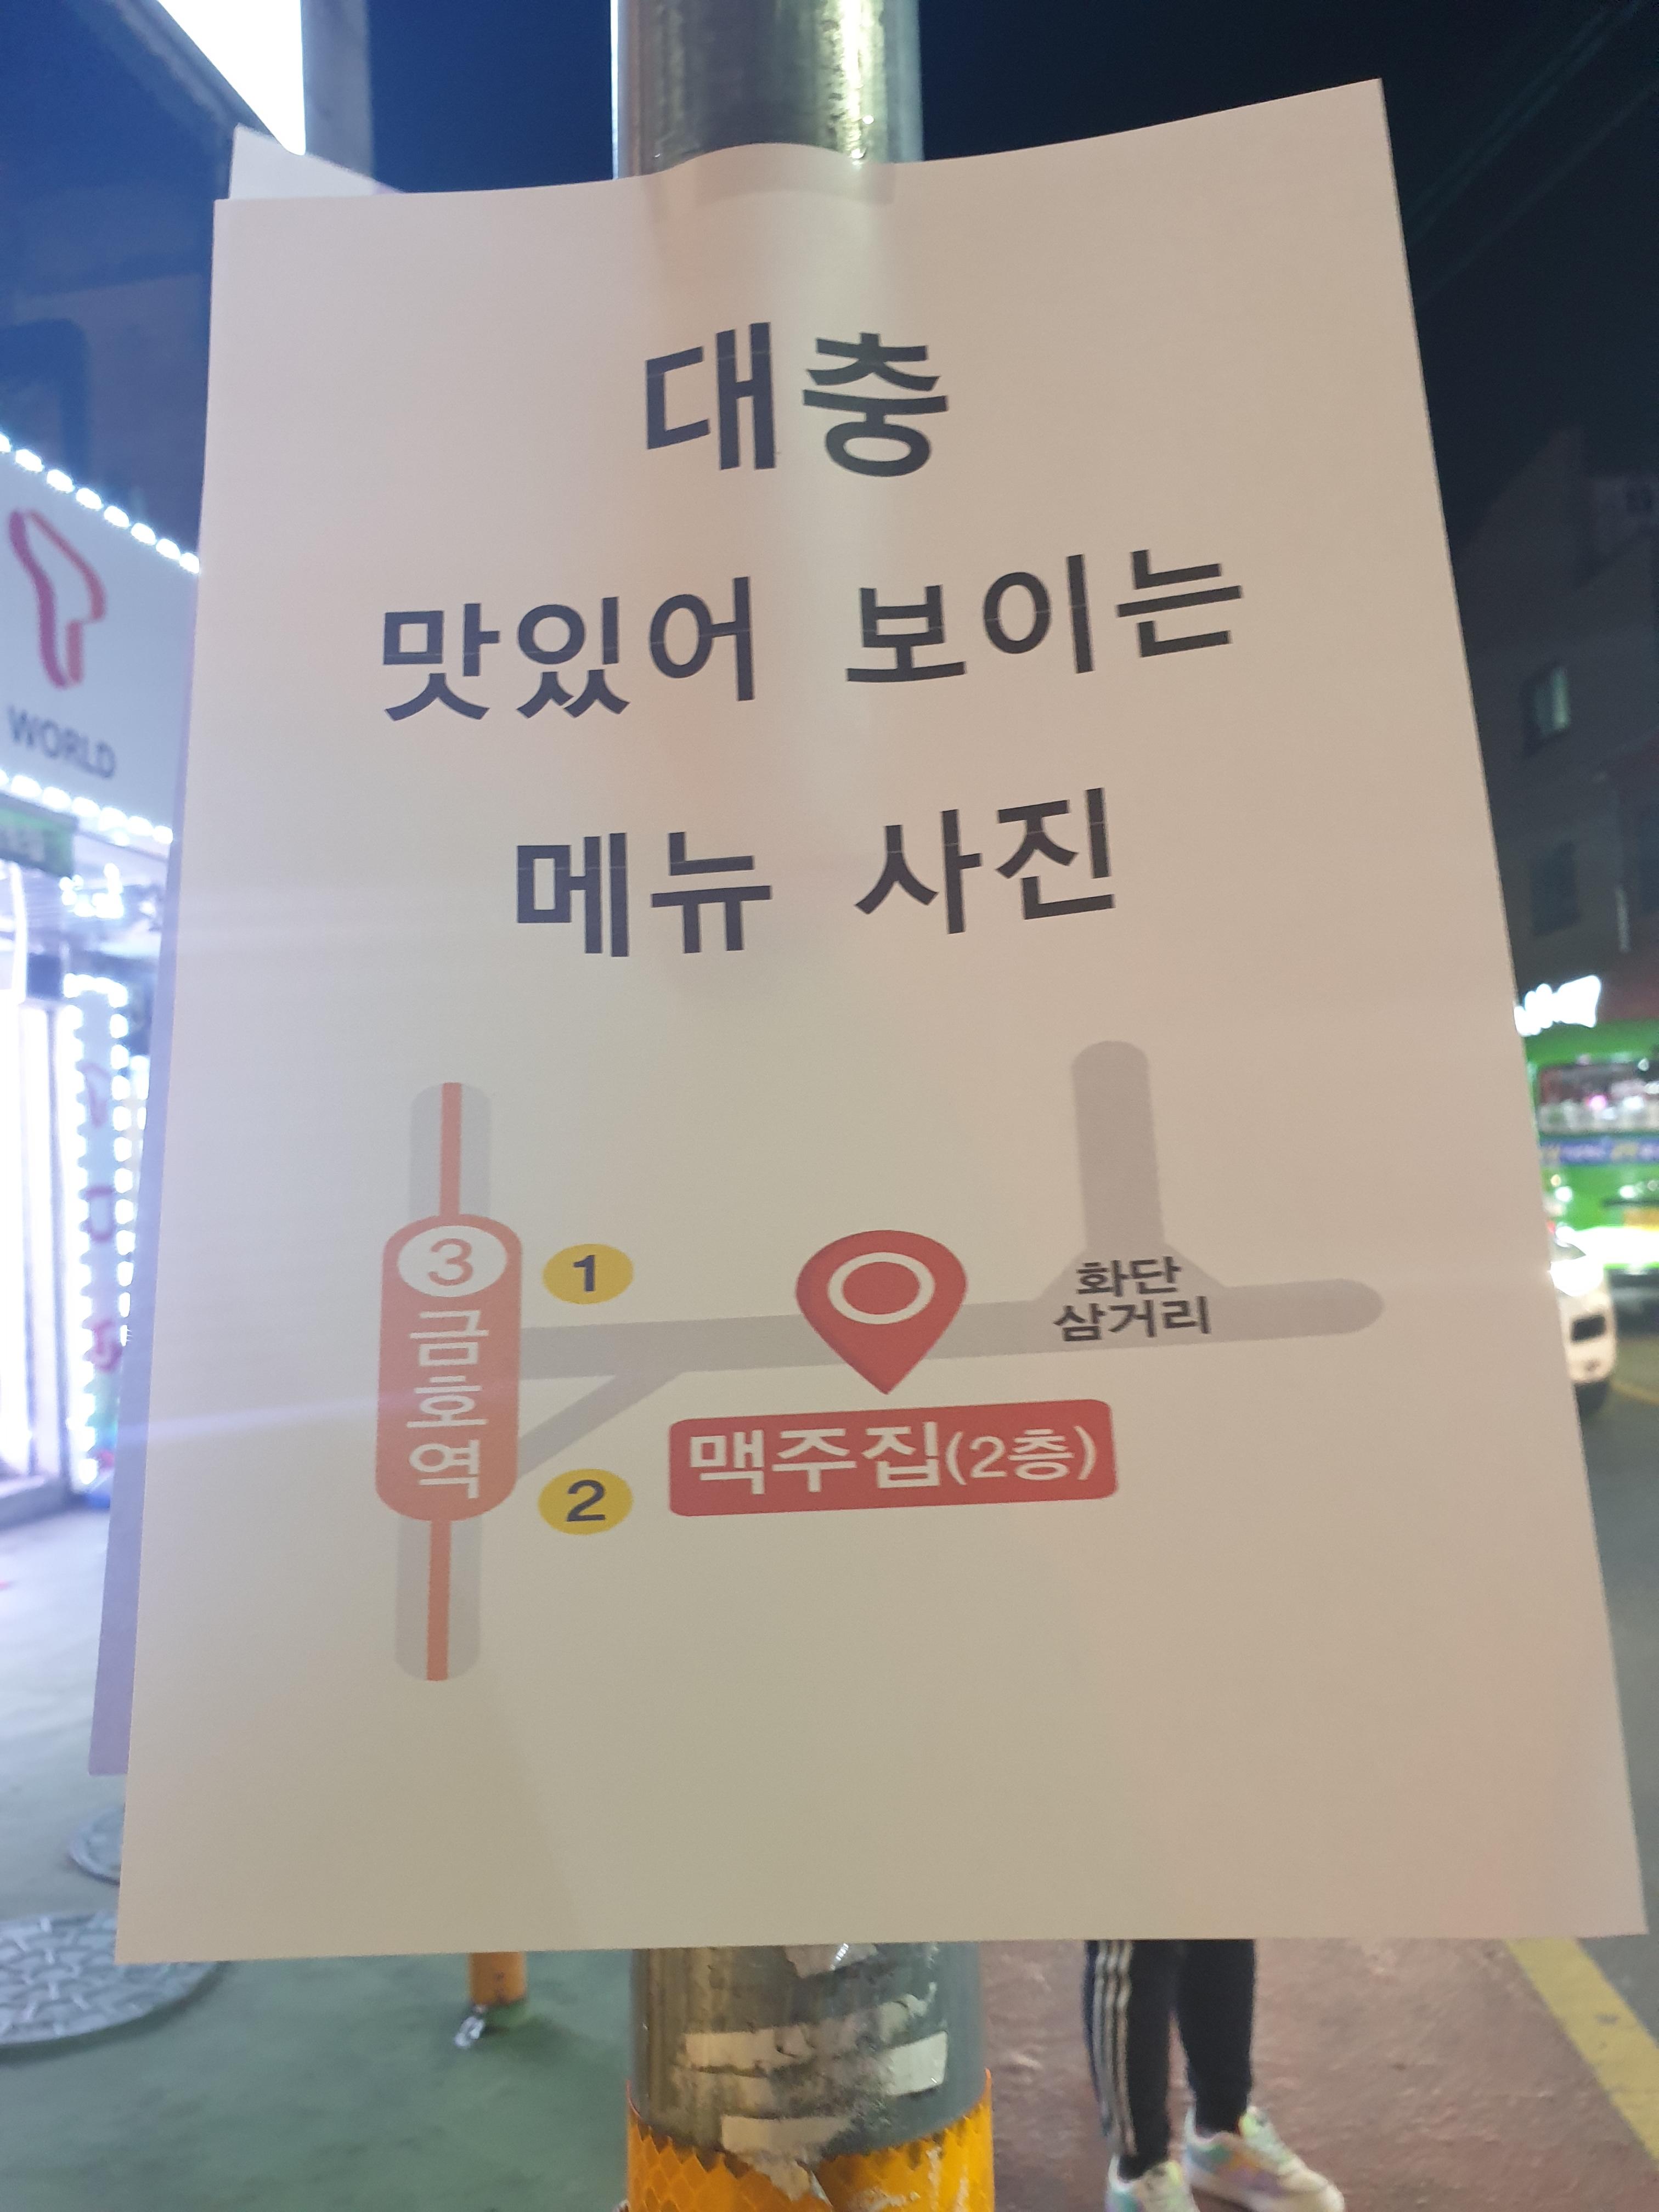 대충
맛있어 보이는
메뉴 사진
3
금호역
1
2
화단
삼거리
맥주집(2층)
WORLD